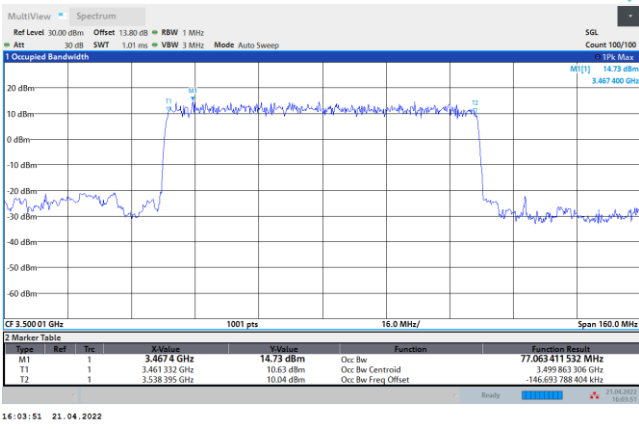 MultiView Spectrum
Ref Level 30.00 dBm Offset 13.80 dB RBW 1 MHz SGL
Att 30 dB SWT 1.01 ms VBW 3 MHz Mode Auto Sweep Count 100/100
1 Occupied Bandwidth 1Pk Max
M1[1] 14.73 dBm
3.467 400 GHz
20 dBm
M1
T1
T2
10 dBm
0 dBm
-10 dBm
-20 dBm
-30 dBm
-40 dBm
-50 dBm
-60 dBm
CF 3.500 01 GHz 1001 pts 16.0 MHz/ Span 160.0 MHz
2 Marker Table
Type Ref Trc X-Value Y-Value Function Function Result
M1 1 3.467 4 GHz 14.73 dBm Occ Bw 77.063 411 532 MHz
T1 1 3.461 332 GHz 10.63 dBm Occ Bw Centroid 3.499 863 306 GHz
T2 1 3.538 395 GHz 10.04 dBm Occ Bw Freq Offset -146.693 788 404 kHz
Ready 21.04.2022
16:03:51
16:03:51 21.04.2022